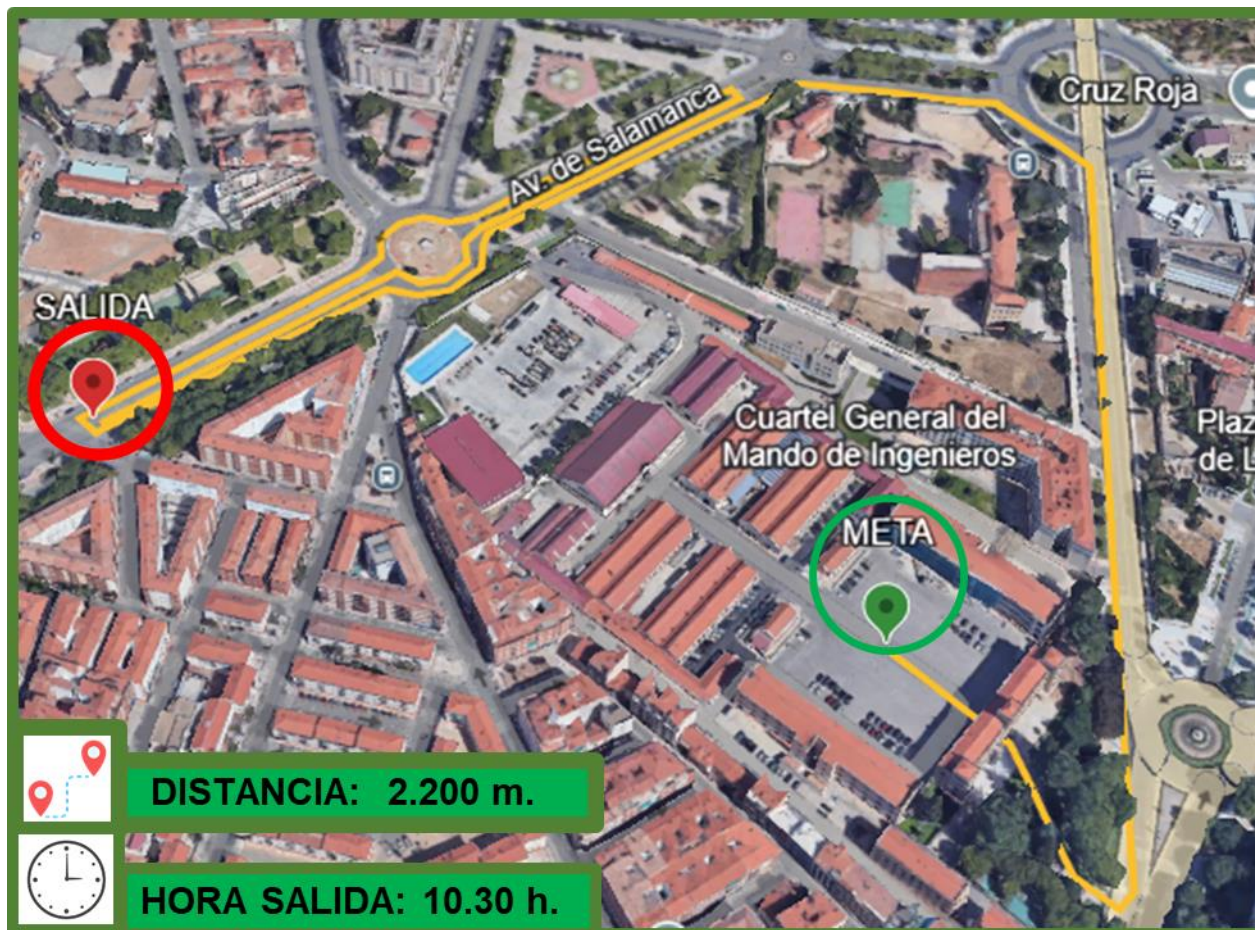 Cruz Roja
Av. de Salamanca
SALIDA
Cuartel General del
Mando de Ingenieros
Plaz
de L
META
DISTANCIA: 2.200 m.
HORA SALIDA: 10.30 h.